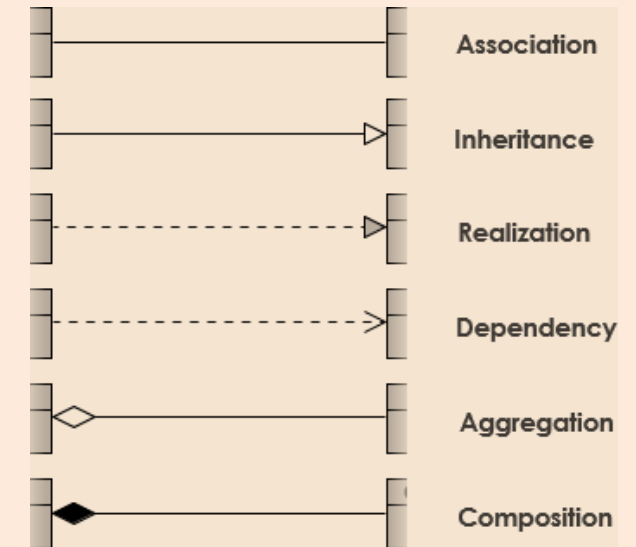 Association
Inheritance
Realization
Dependency
Aggregation
Composition